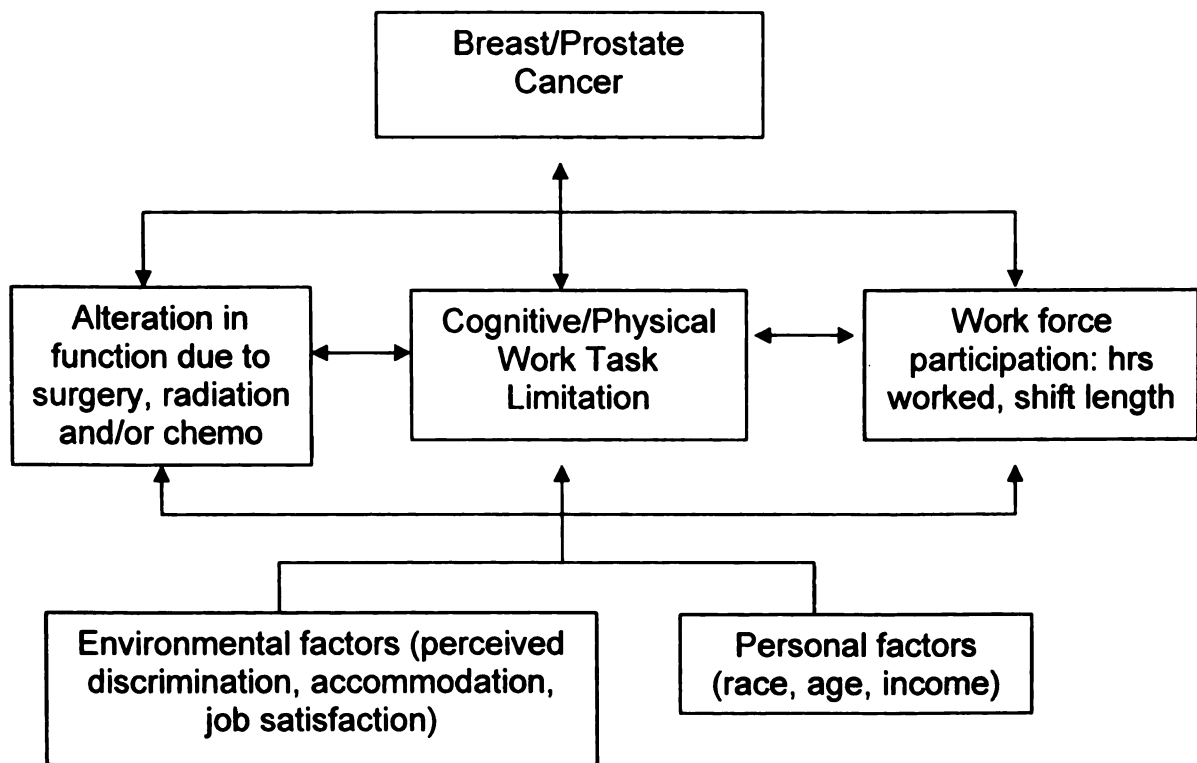 Breast/Prostate
Cancer
Alteration in
function due to
surgery, radiation
and/or chemo
Cognitive/Physical
Work Task
Limitation
Work force
participation: hrs
worked, shift length
Environmental factors (perceived
discrimination, accommodation,
job satisfaction)
Personal factors
(race, age, income)